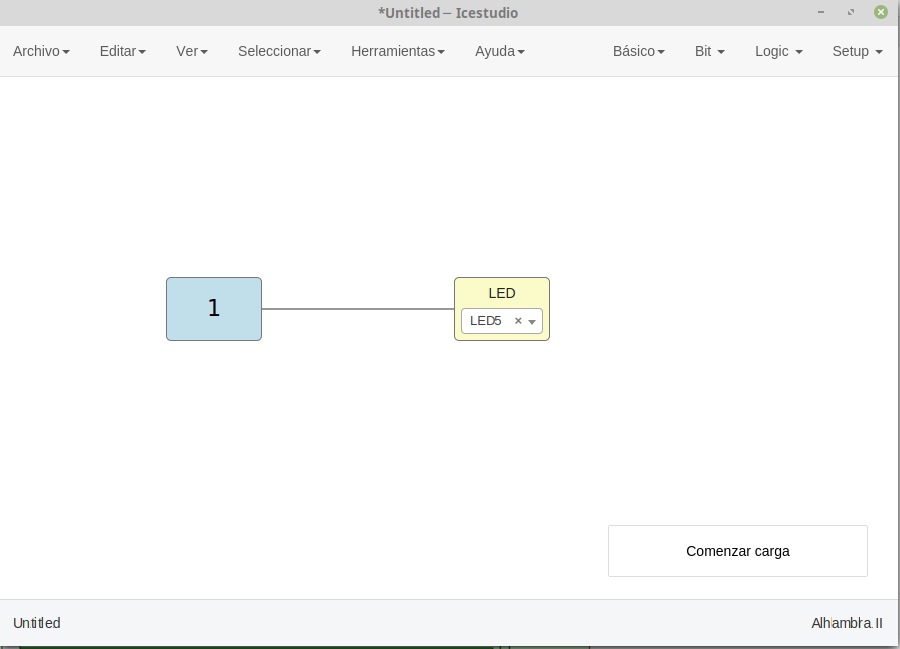 *Untitled – Icestudio
Archivo Editar Ver Seleccionar Herramientas Ayuda Básico Bit Logic Setup
1
LED
LED5 ×
Comenzar carga
Untitled Alhambra II